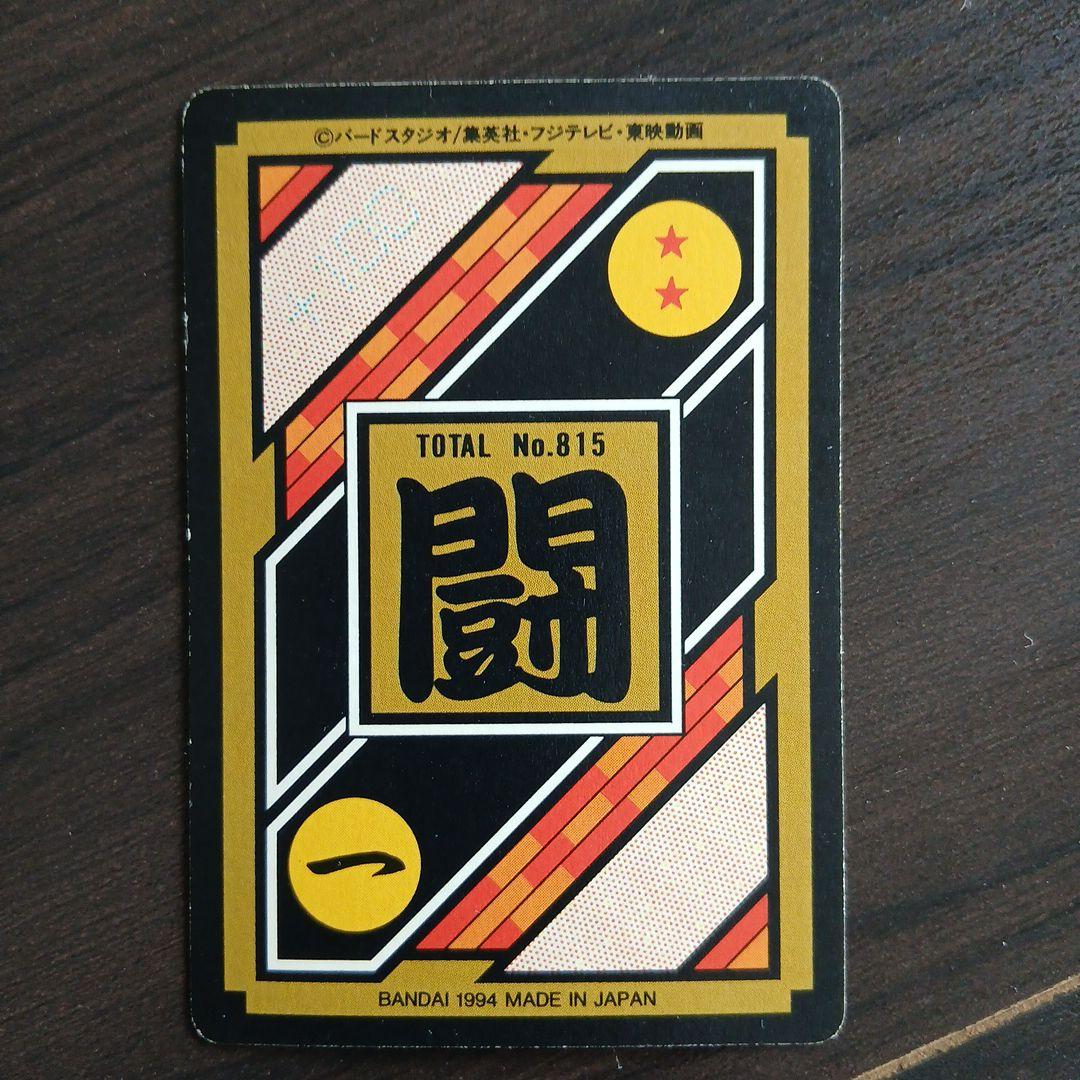 ©バードスタジオ/集英社・フジテレビ・東映動画
+100
TOTAL No.815
闘
一
BANDAI 1994 MADE IN JAPAN